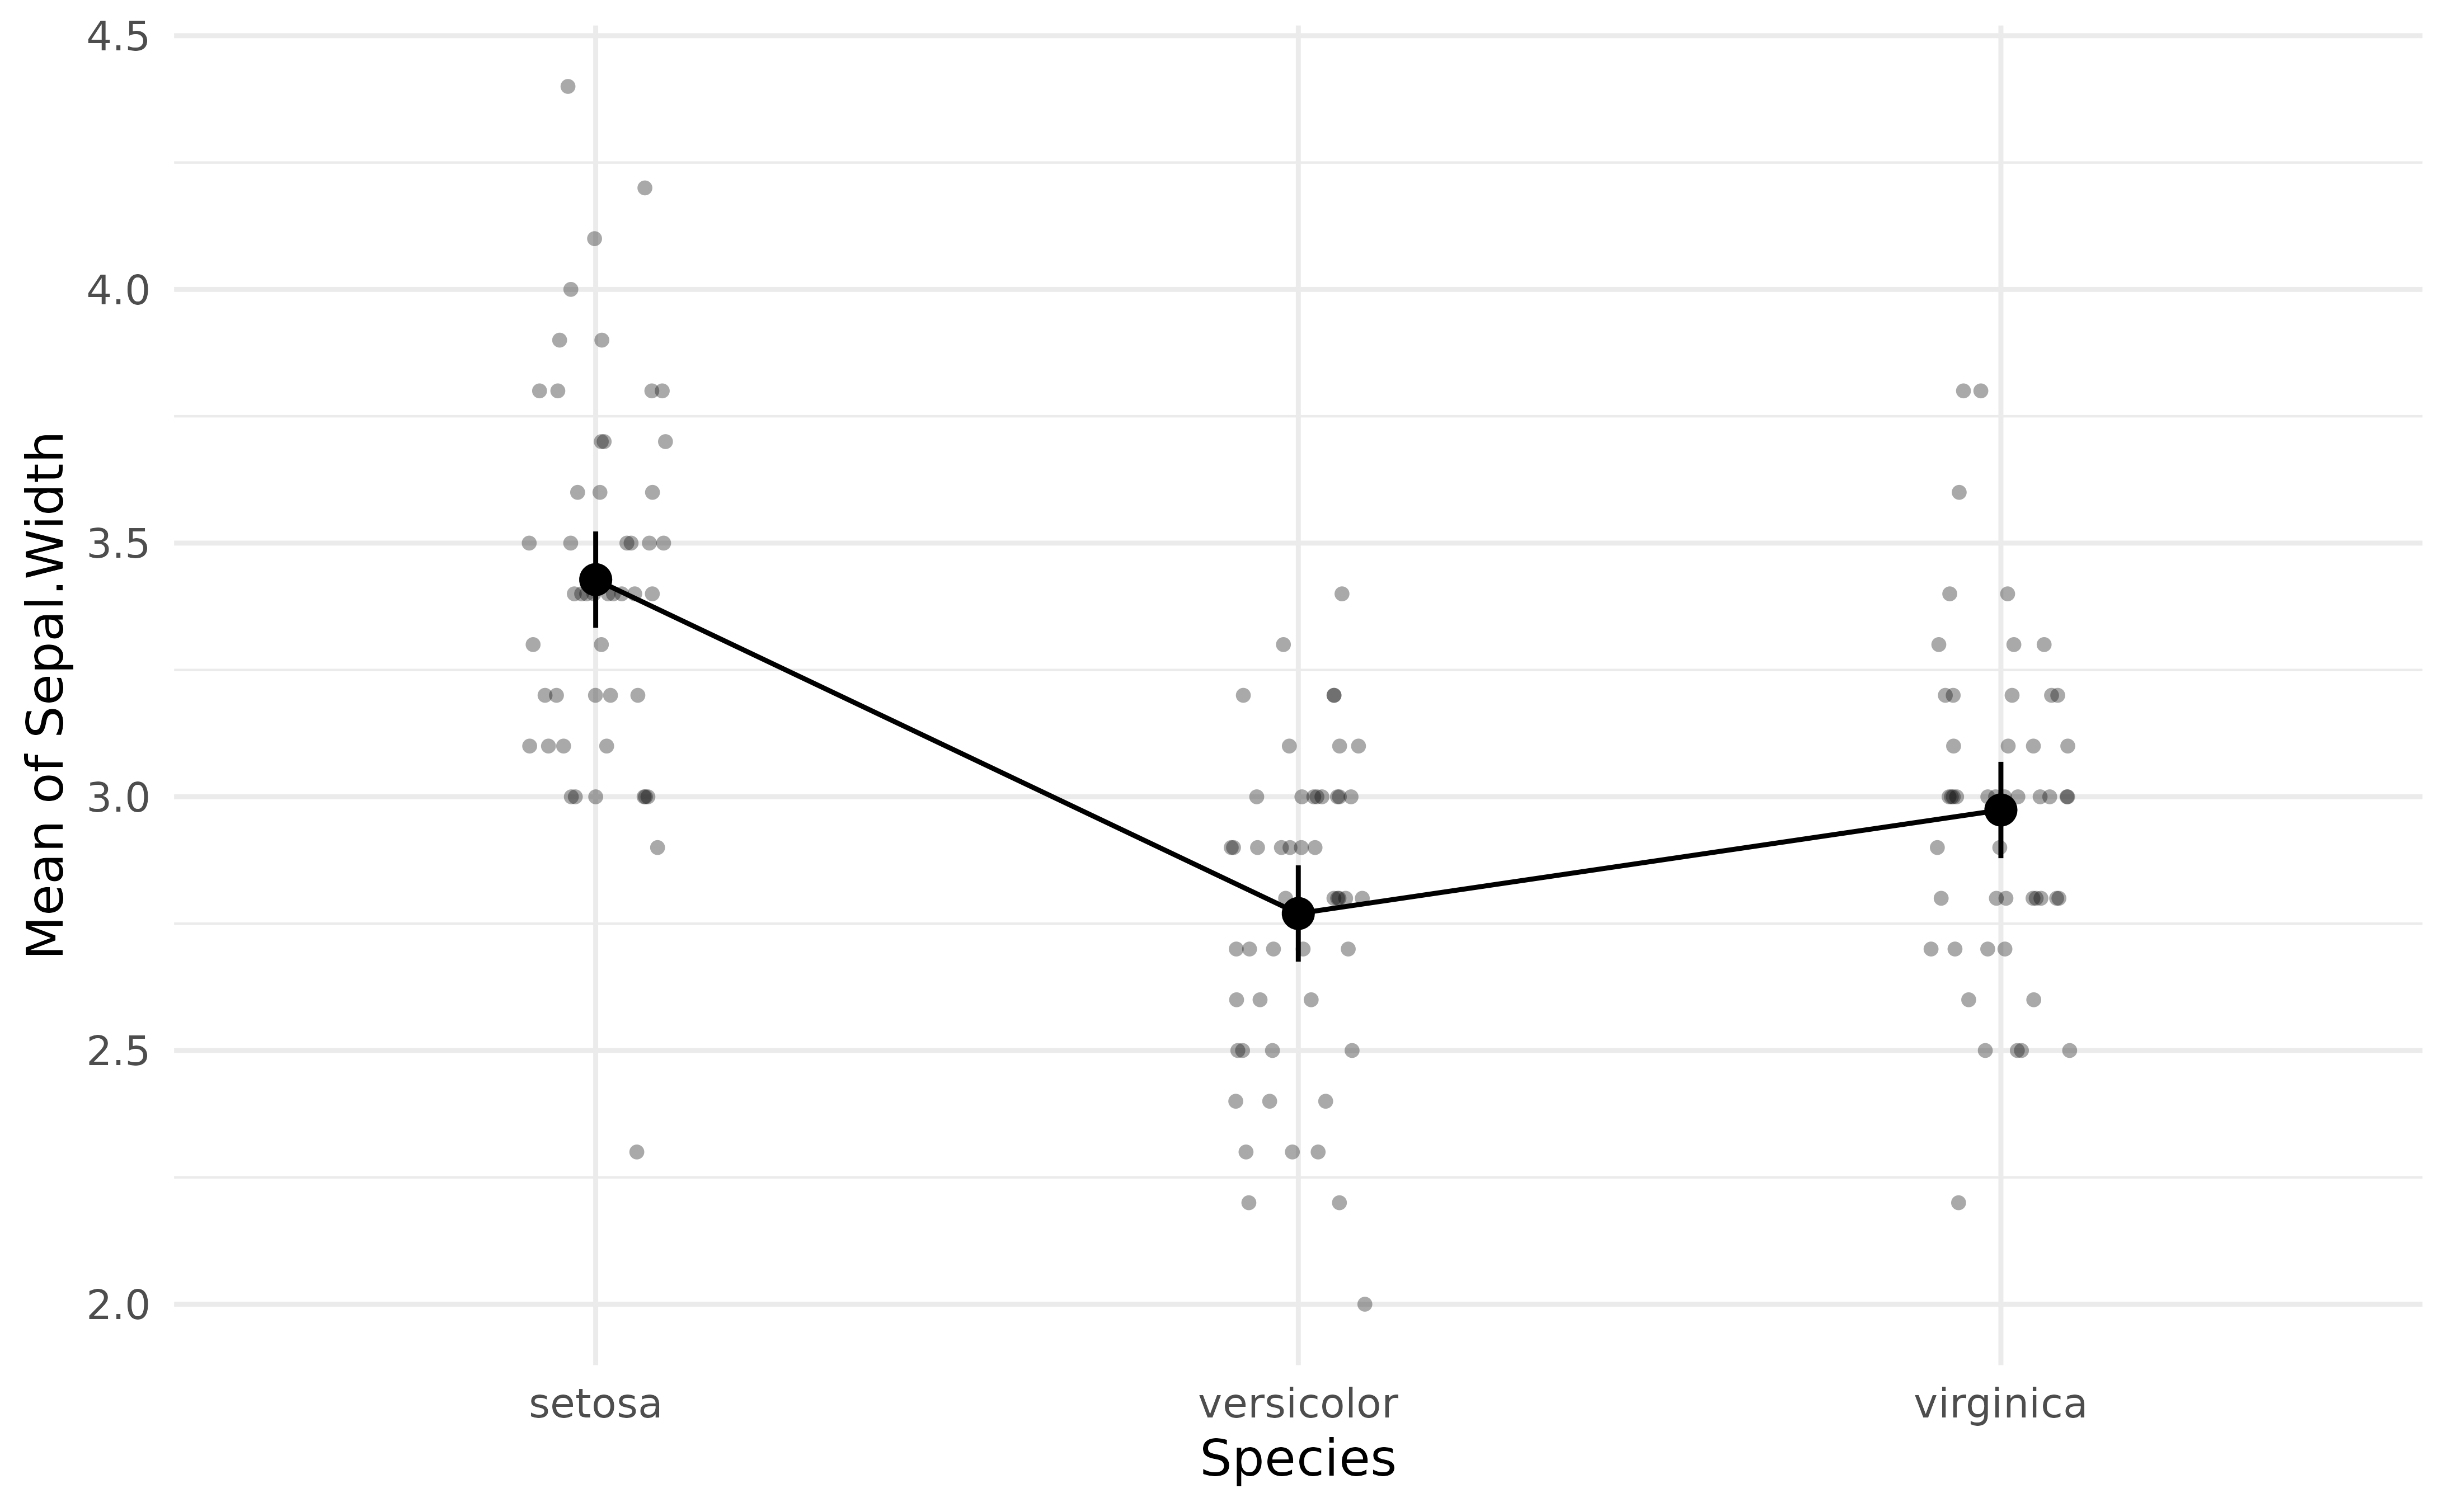 4.5
4.0
3.5
3.0
2.5
2.0
Mean of Sepal.Width
setosa
versicolor
virginica
Species